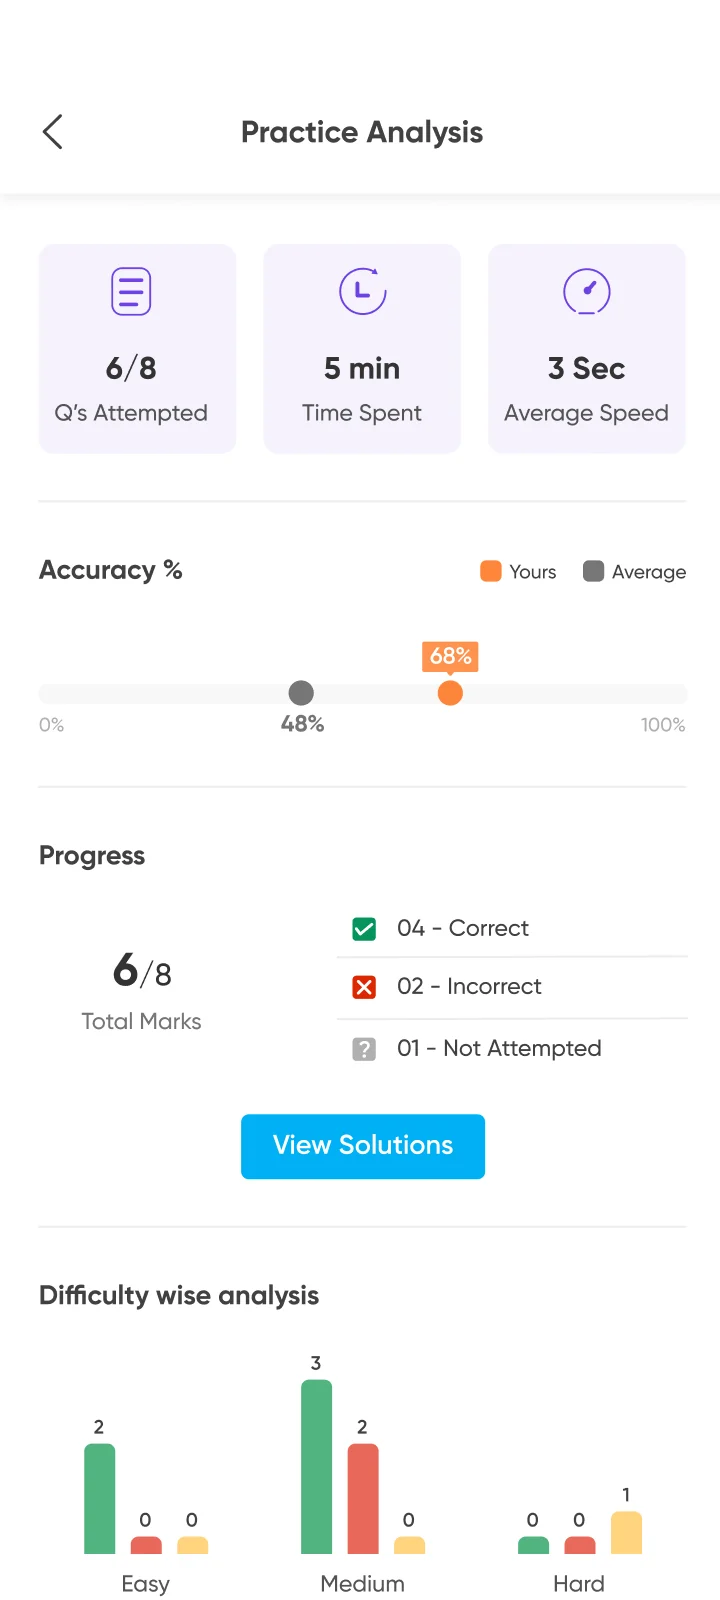 Practice Analysis
6/8
Q's Attempted
5 min
Time Spent
3 Sec
Average Speed
Accuracy %
Yours
Average
68%
0%
48%
100%
Progress
6/8
Total Marks
04 - Correct
02 - Incorrect
01 - Not Attempted
View Solutions
Difficulty wise analysis
2
0
0
Easy
3
2
0
Medium
0
0
1
Hard